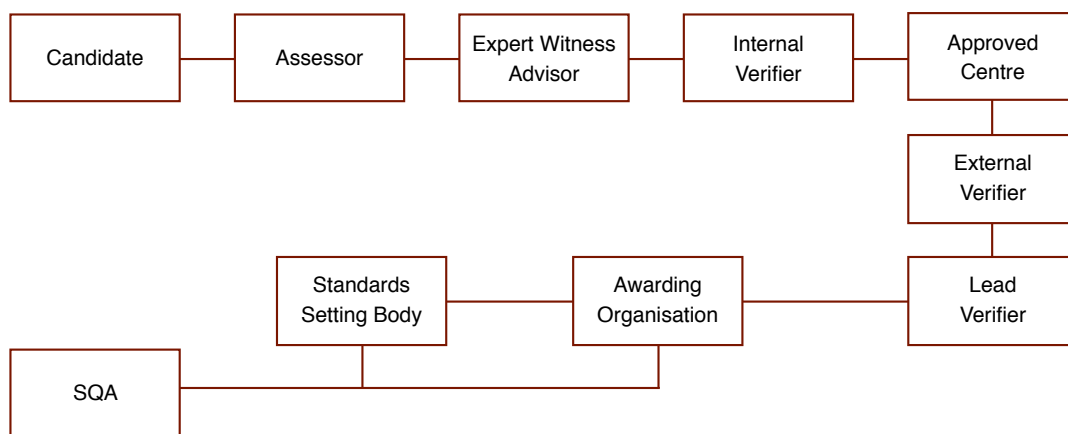 Candidate
Assessor
Expert Witness
Advisor
Internal
Verifier
Approved
Centre
External
Verifier
Standards
Setting Body
Awarding
Organisation
Lead
Verifier
SQA